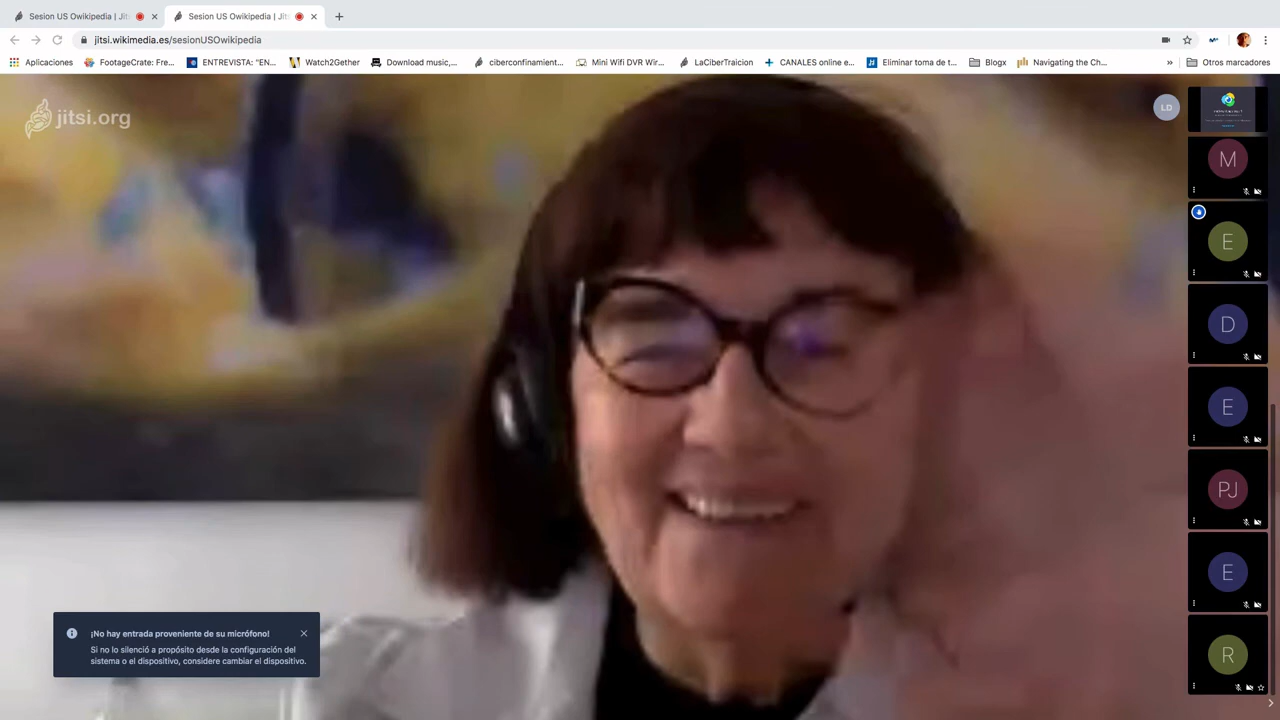 Sesion US Owikipedia | Jit
Sesion US Owikipedia | Jit
jitsi.wikimedia.es/sesionUSOwikipedia
Aplicaciones
FootageCrate: Fre...
ENTREVISTA: "EN...
Watch2Gether
Download music,...
ciberconfinamient...
Mini Wifi DVR Wir...
LaCiberTraicion
CANALES online e...
Eliminar toma de t...
Blogx
Navigating the Ch...
»
Otros marcadores
jitsi.org
LD
M
E
D
E
PJ
E
R
¡No hay entrada proveniente de su micrófono!
Si no lo silenció a propósito desde la configuración del
sistema o el dispositivo, considere cambiar el dispositivo.